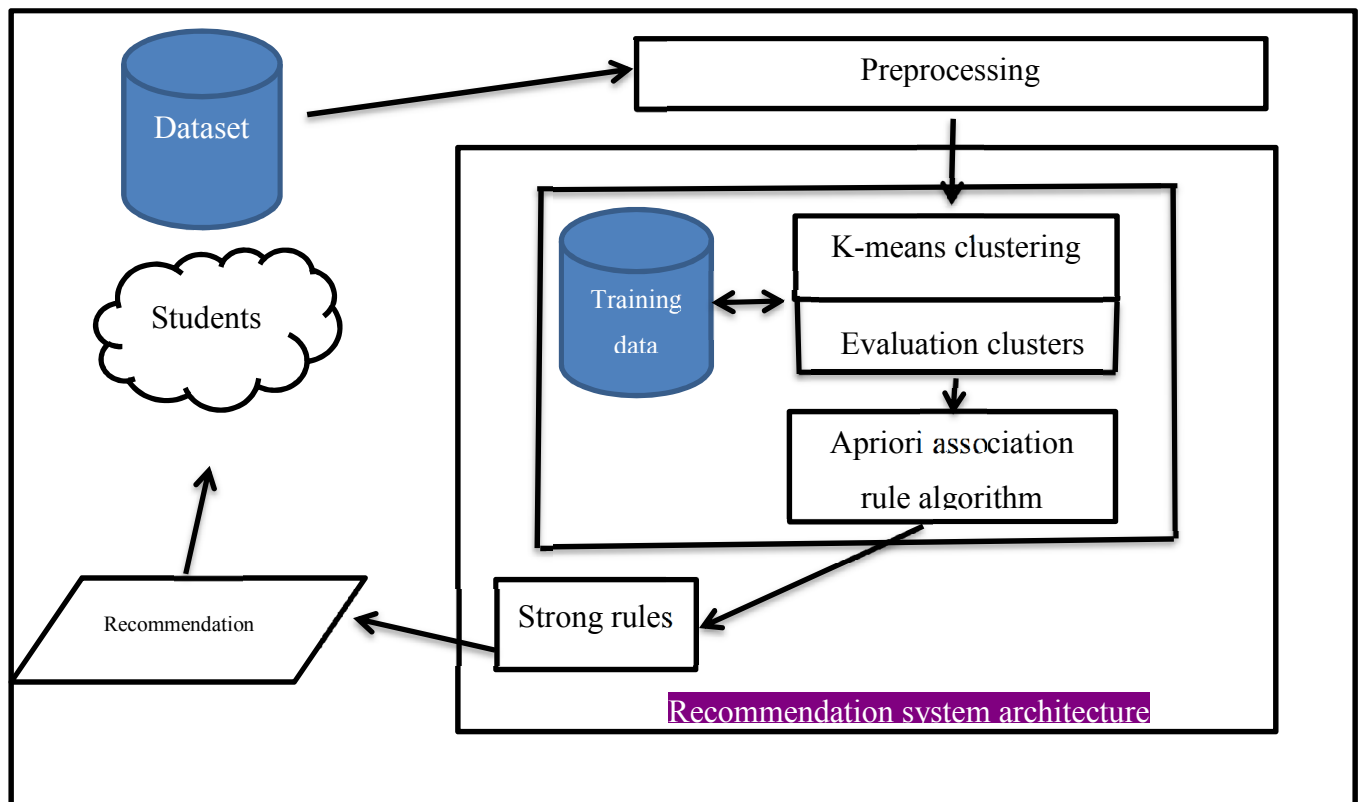 Dataset
Preprocessing
Students
Training
data
K-means clustering
Evaluation clusters
Apriori association
rule algorithm
Strong rules
Recommendation
Recommendation system architecture